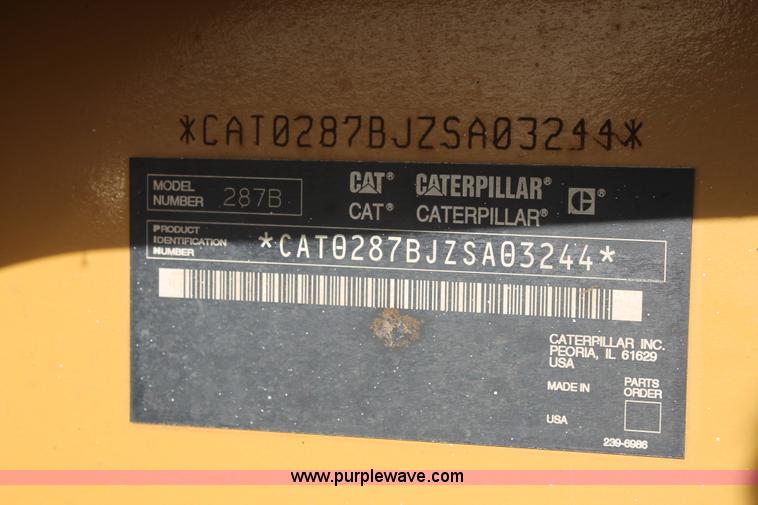 *CAT0287BJZSA03244*
MODEL NUMBER 287B
CAT® CATERPILLAR® C®
CAT® CATERPILLAR®
PRODUCT IDENTIFICATION NUMBER *CAT0287BJZSA03244*
CATERPILLAR INC.
PEORIA, IL 61629
USA
MADE IN
PARTS ORDER
USA
239-6986
www.purplewave.com